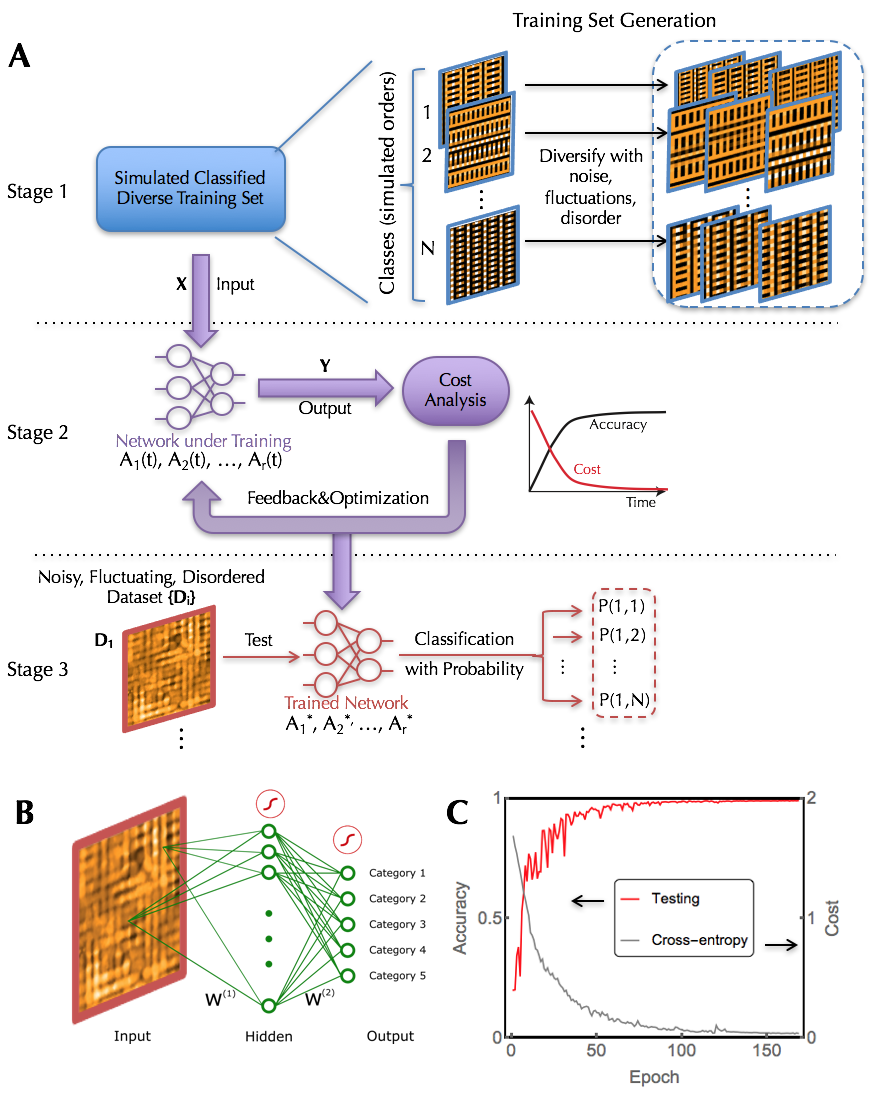 Training Set Generation
A
Stage 1
Simulated Classified
Diverse Training Set
Classes (simulated orders)
1
2
N
Diversify with
noise,
fluctuations,
disorder
X
Input
Stage 2
Network under Training
A1(t), A2(t), ..., Ar(t)
Y
Output
Cost
Analysis
Feedback&Optimization
Accuracy
Cost
Time
Noisy, Fluctuating, Disordered
Dataset {Di}
Stage 3
D1
Test
Trained Network
A1*, A2*, ..., Ar*
Classification
with Probability
P(1,1)
P(1,2)
P(1,N)
B
Category 1
Category 2
Category 3
Category 4
Category 5
W(1)
W(2)
Input
Hidden
Output
C
Accuracy
1
0.5
0
Testing
Cross-entropy
2
1
0
Cost
0
50
100
150
Epoch